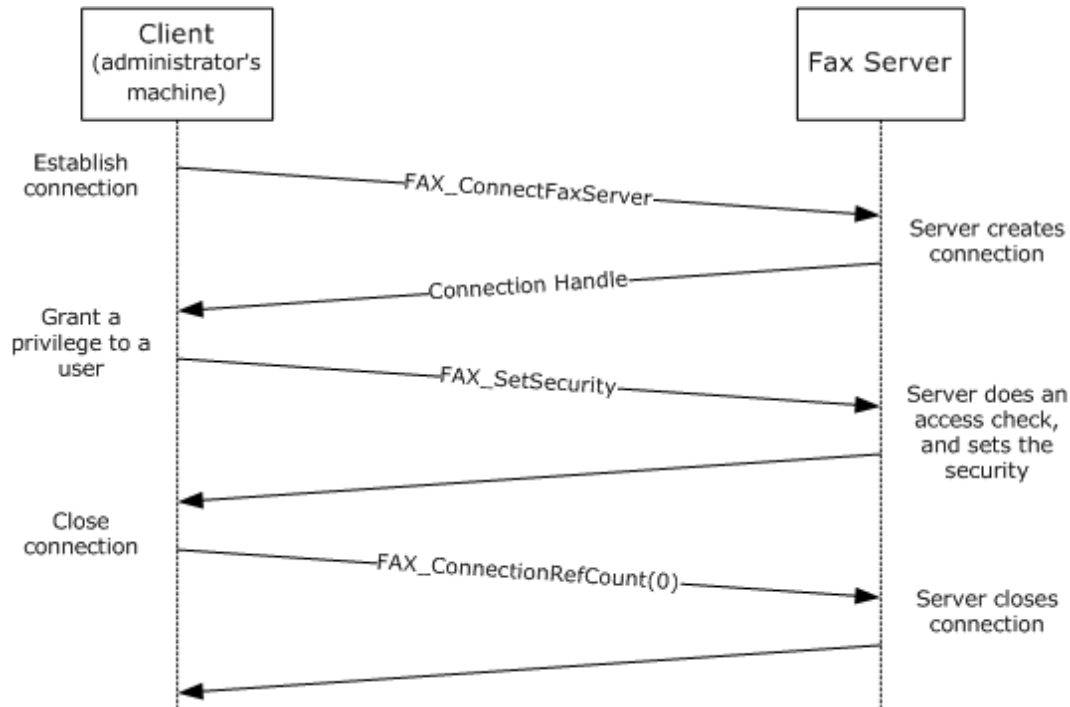 Client
(administrator's
machine)
Fax Server
Establish
connection
FAX_ConnectFaxServer
Server creates
connection
Connection Handle
Grant a
privilege to a
user
FAX_SetSecurity
Server does an
access check,
and sets the
security
Close
connection
FAX_ConnectionRefCount(0)
Server closes
connection